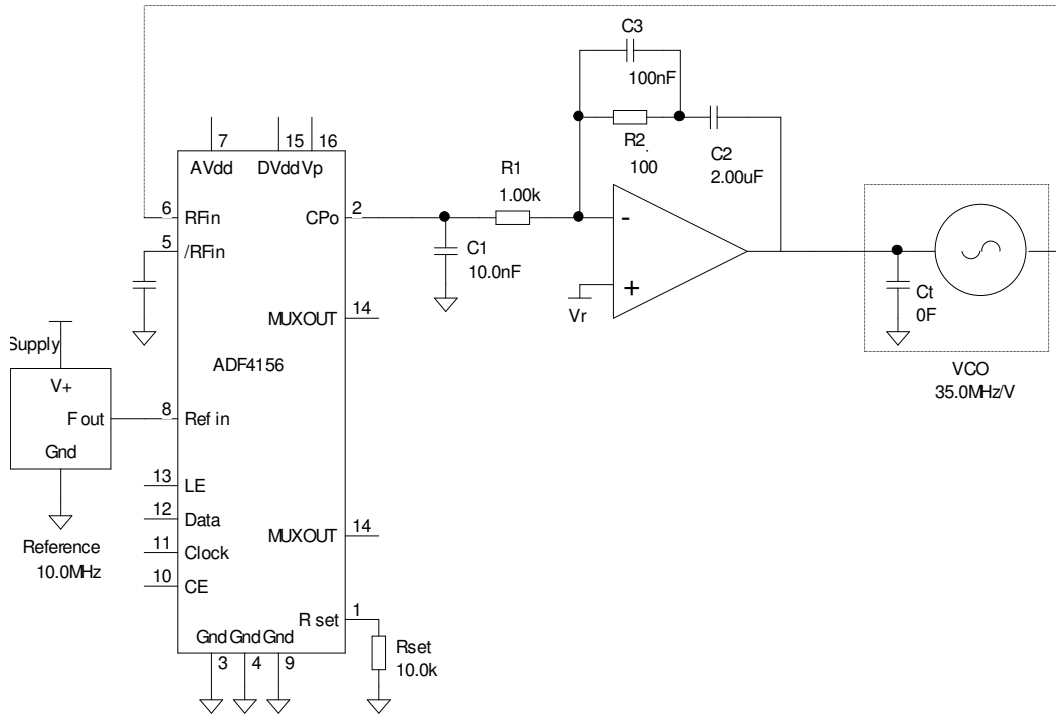 C3
100nF
R2
100
C2
2.00uF
R1
1.00k
7
15
16
AVdd
DVdd
Vp
6
RFin
CPo
2
5
/RFin
C1
10.0nF
-
+
Vr
Ct
0F
VCO
35.0MHz/V
MUXOUT
14
ADF4156
Supply
V+
F out
Gnd
8
Ref in
13
LE
12
Data
11
Clock
10
CE
MUXOUT
14
Reference
10.0MHz
R set
1
Rset
10.0k
Gnd
Gnd
Gnd
3
4
9